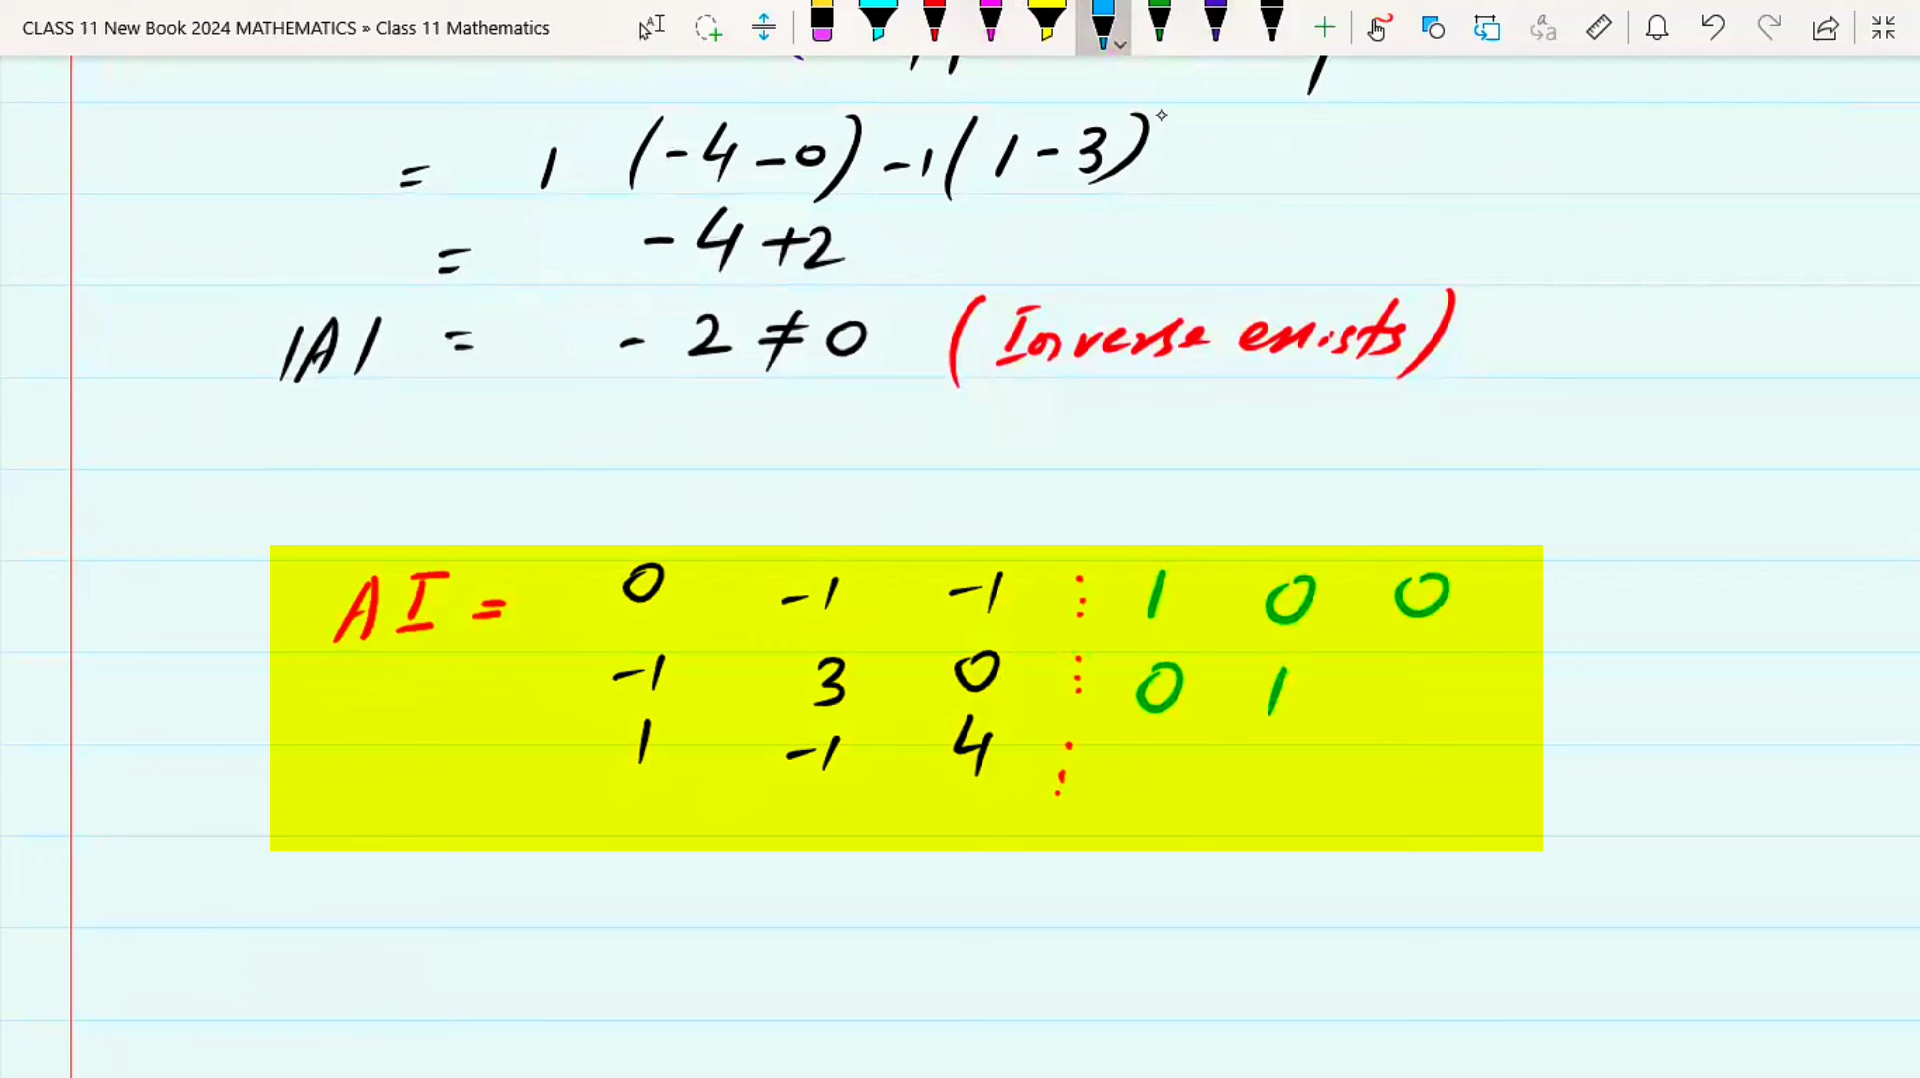 CLASS 11 New Book 2024 MATHEMATICS » Class 11 Mathematics
= 1 (-4-0) -1(1-3)
= -4+2
|A| = -2 ≠ 0 (Inverse exists)
AI = 0 -1 -1 ⋮ 1 0 0
-1 3 0 ⋮ 0 1
1 -1 4 ⋮